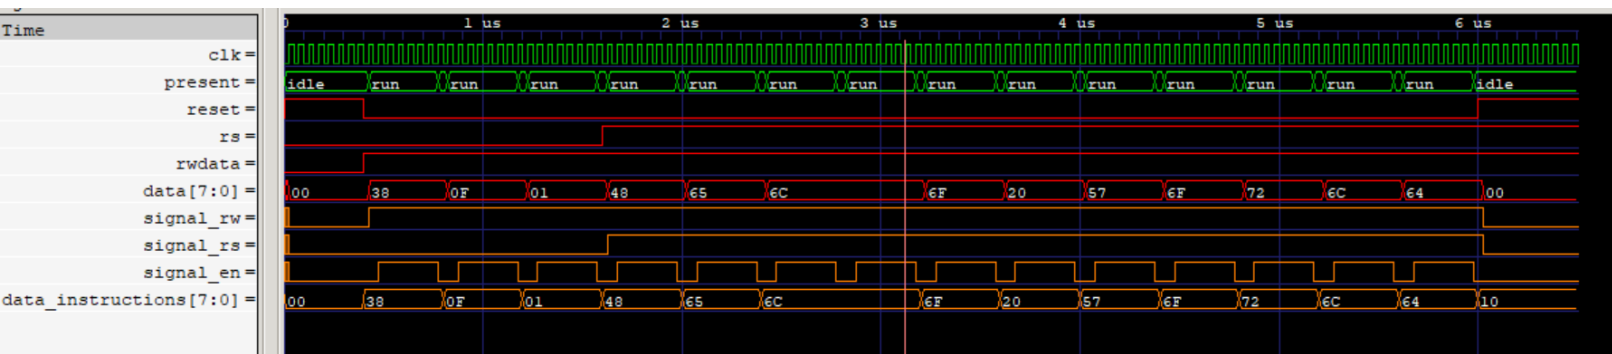 Time
1 us 2 us 3 us 4 us 5 us 6 us
clk=
present= idle run run run run run run run run run run run run run run idle
reset=
rs=
rwdata=
data[7:0]= 00 38 0F 01 48 65 6C 6F 20 57 6F 72 6C 64 00
signal_rw=
signal_rs=
signal_en=
data_instructions[7:0]= 00 38 0F 01 48 65 6C 6F 20 57 6F 72 6C 64 10